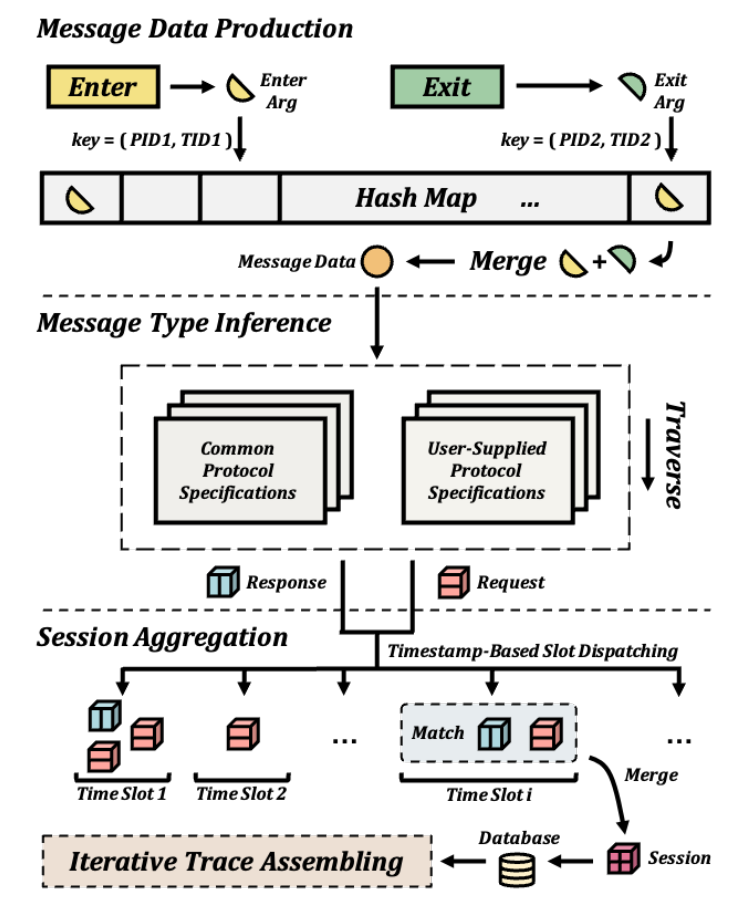 Message Data Production
Enter
Enter
Arg
Exit
Exit
Arg
key = ( PID1, TID1 )
key = ( PID2, TID2 )
Hash Map ...
Message Data
Merge
+
Message Type Inference
Common
Protocol
Specifications
User-Supplied
Protocol
Specifications
Traverse
Response
Request
Session Aggregation
Timestamp-Based Slot Dispatching
...
Match
...
Time Slot 1
Time Slot 2
Time Slot i
Merge
Iterative Trace Assembling
Database
Session